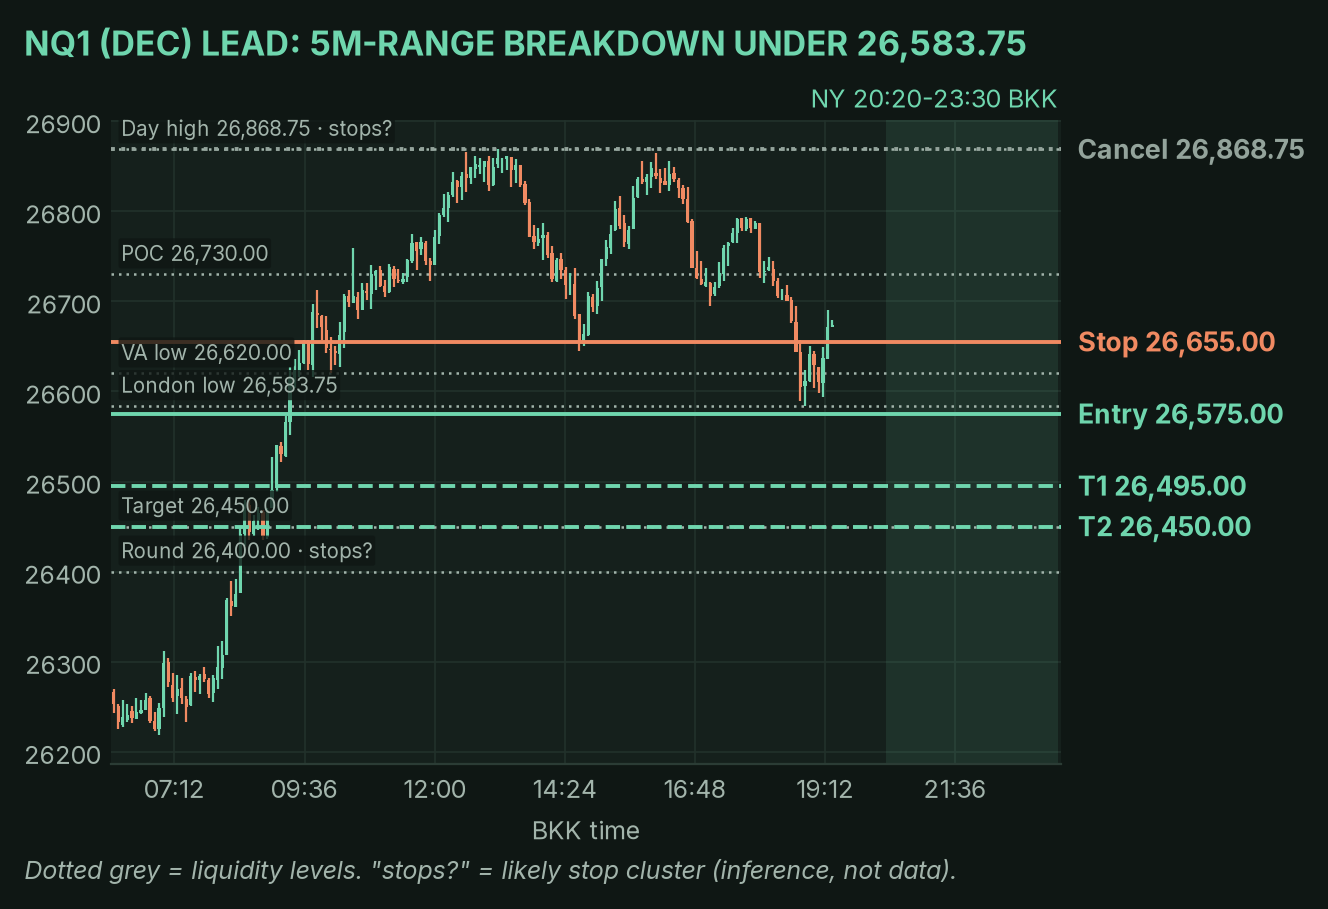 NQ1 (DEC) LEAD: 5M-RANGE BREAKDOWN UNDER 26,583.75
NY 20:20-23:30 BKK
26900
Day high 26,868.75 · stops?
Cancel 26,868.75
26800
POC 26,730.00
26700
Stop 26,655.00
VA low 26,620.00
London low 26,583.75
26600
Entry 26,575.00
26500
T1 26,495.00
Target 26,450.00
T2 26,450.00
Round 26,400.00 · stops?
26400
26300
26200
07:12 09:36 12:00 14:24 16:48 19:12 21:36
BKK time
Dotted grey = liquidity levels. "stops?" = likely stop cluster (inference, not data).